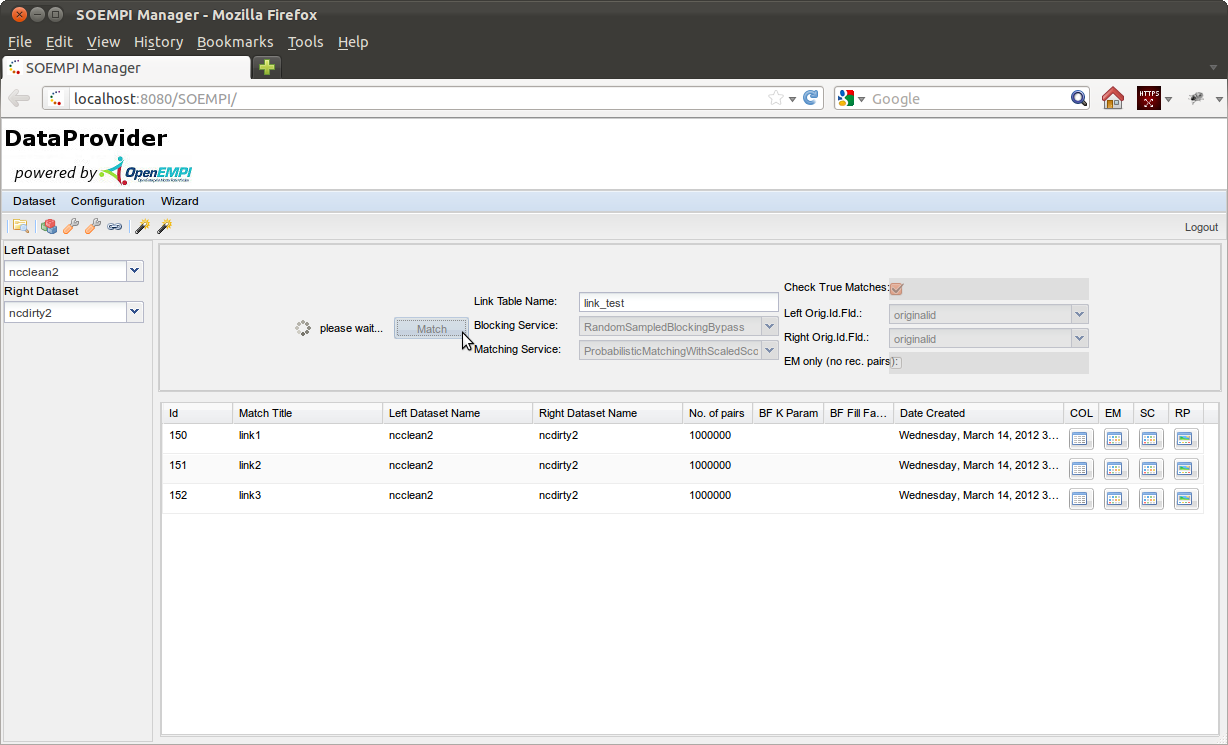 SOEMPI Manager - Mozilla Firefox
File Edit View History Bookmarks Tools Help
SOEMPI Manager
localhost:8080/SOEMPI/
Google
HTTPS
DataProvider
powered by OpenEMPI
Dataset Configuration Wizard
Logout
Left Dataset
ncclean2
Right Dataset
ncdirty2
please wait...
Match
Link Table Name: link_test
Blocking Service: RandomSampledBlockingBypass
Matching Service: ProbabilisticMatchingWithScaledSco
Check True Matches:
Left Orig.Id.Fld.: originalid
Right Orig.Id.Fld.: originalid
EM only (no rec. pairs):
Id Match Title Left Dataset Name Right Dataset Name No. of pairs BF K Param BF Fill Fa... Date Created COL EM SC RP
150 link1 ncclean2 ncdirty2 1000000 Wednesday, March 14, 2012 3...
151 link2 ncclean2 ncdirty2 1000000 Wednesday, March 14, 2012 3...
152 link3 ncclean2 ncdirty2 1000000 Wednesday, March 14, 2012 3...